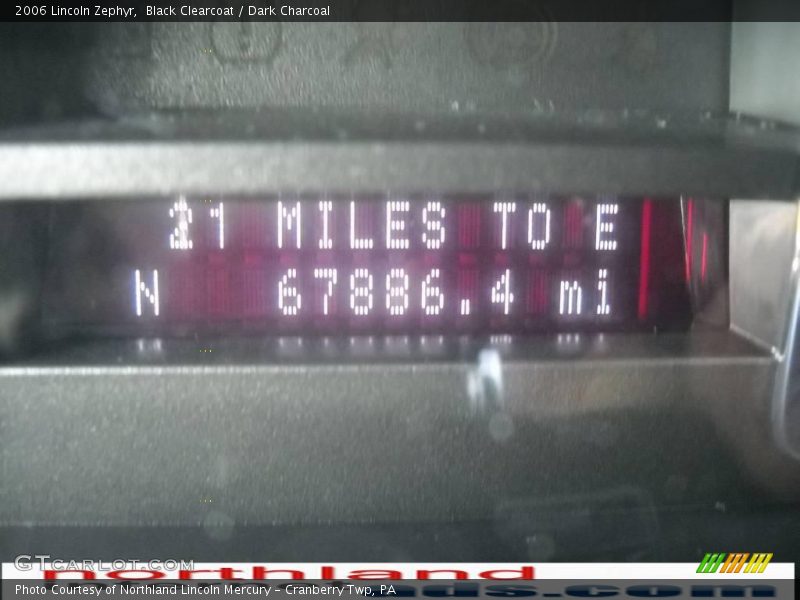 2006 Lincoln Zephyr, Black Clearcoat / Dark Charcoal
MILES TO E
N 67886.4 mi
GTcarlot.com
northland
Photo Courtesy of Northland Lincoln Mercury - Cranberry Twp, PA